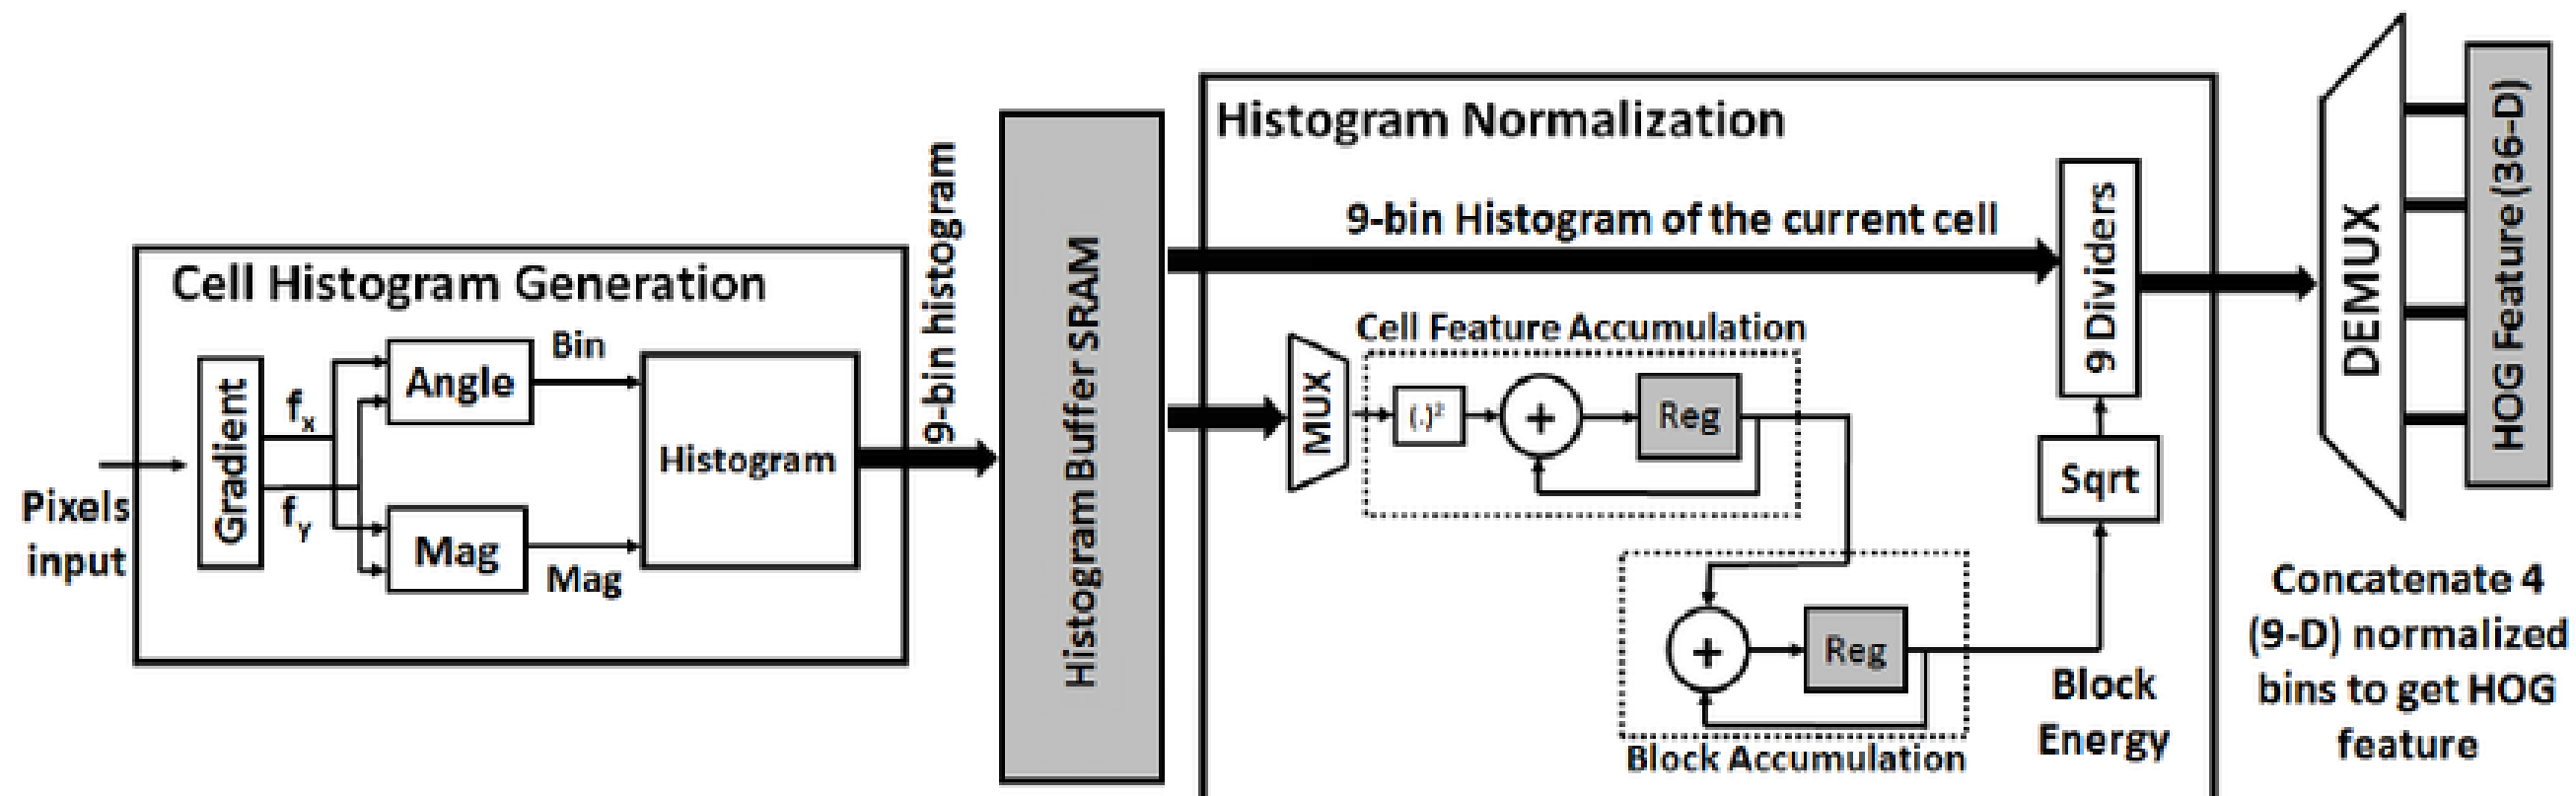 Cell Histogram Generation
Pixels
input
Gradient
fx
fy
Angle
Mag
Bin
Mag
Histogram
9-bin histogram
Histogram Buffer SRAM
Histogram Normalization
9-bin Histogram of the current cell
Cell Feature Accumulation
MUX
(.)²
+
Reg
+
Reg
Block Accumulation
Block
Energy
Sqrt
9 Dividers
DEMUX
HOG Feature (36-D)
Concatenate 4
(9-D) normalized
bins to get HOG
feature